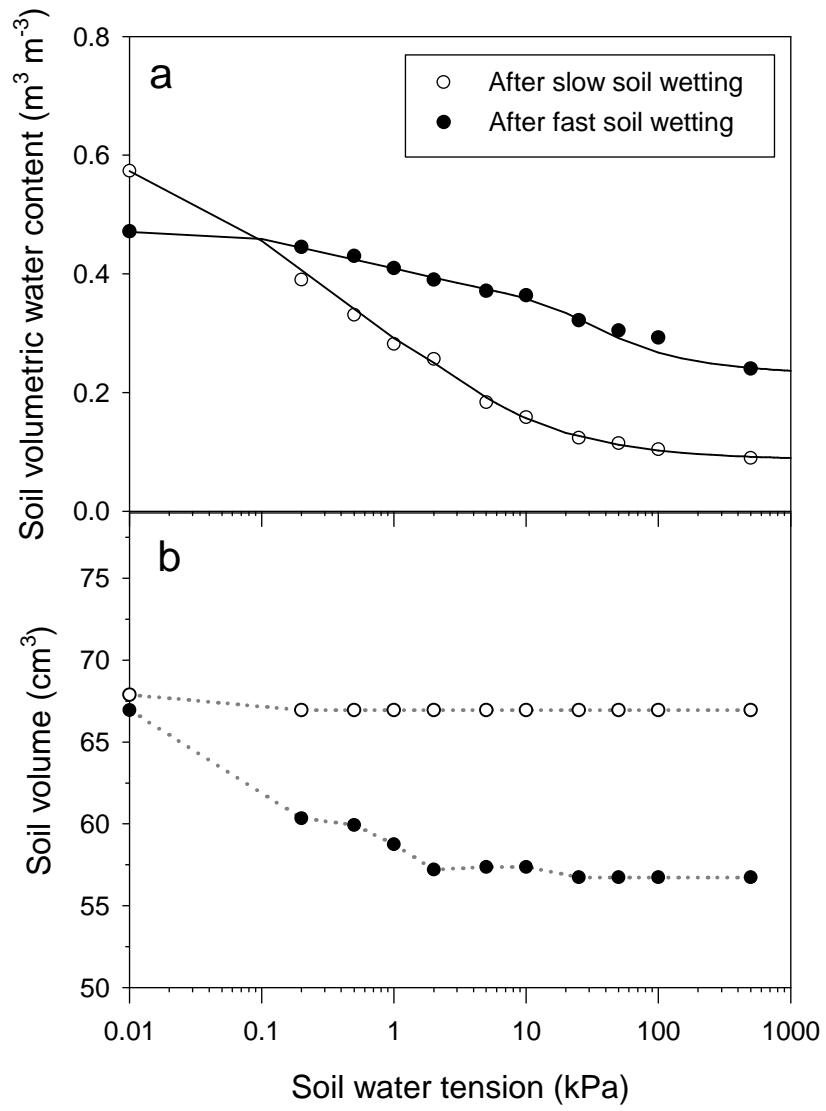 a
After slow soil wetting
After fast soil wetting
Soil volumetric water content (m³ m⁻³)
0.8
0.6
0.4
0.2
0.0
b
Soil volume (cm³)
75
70
65
60
55
50
0.01 0.1 1 10 100 1000
Soil water tension (kPa)